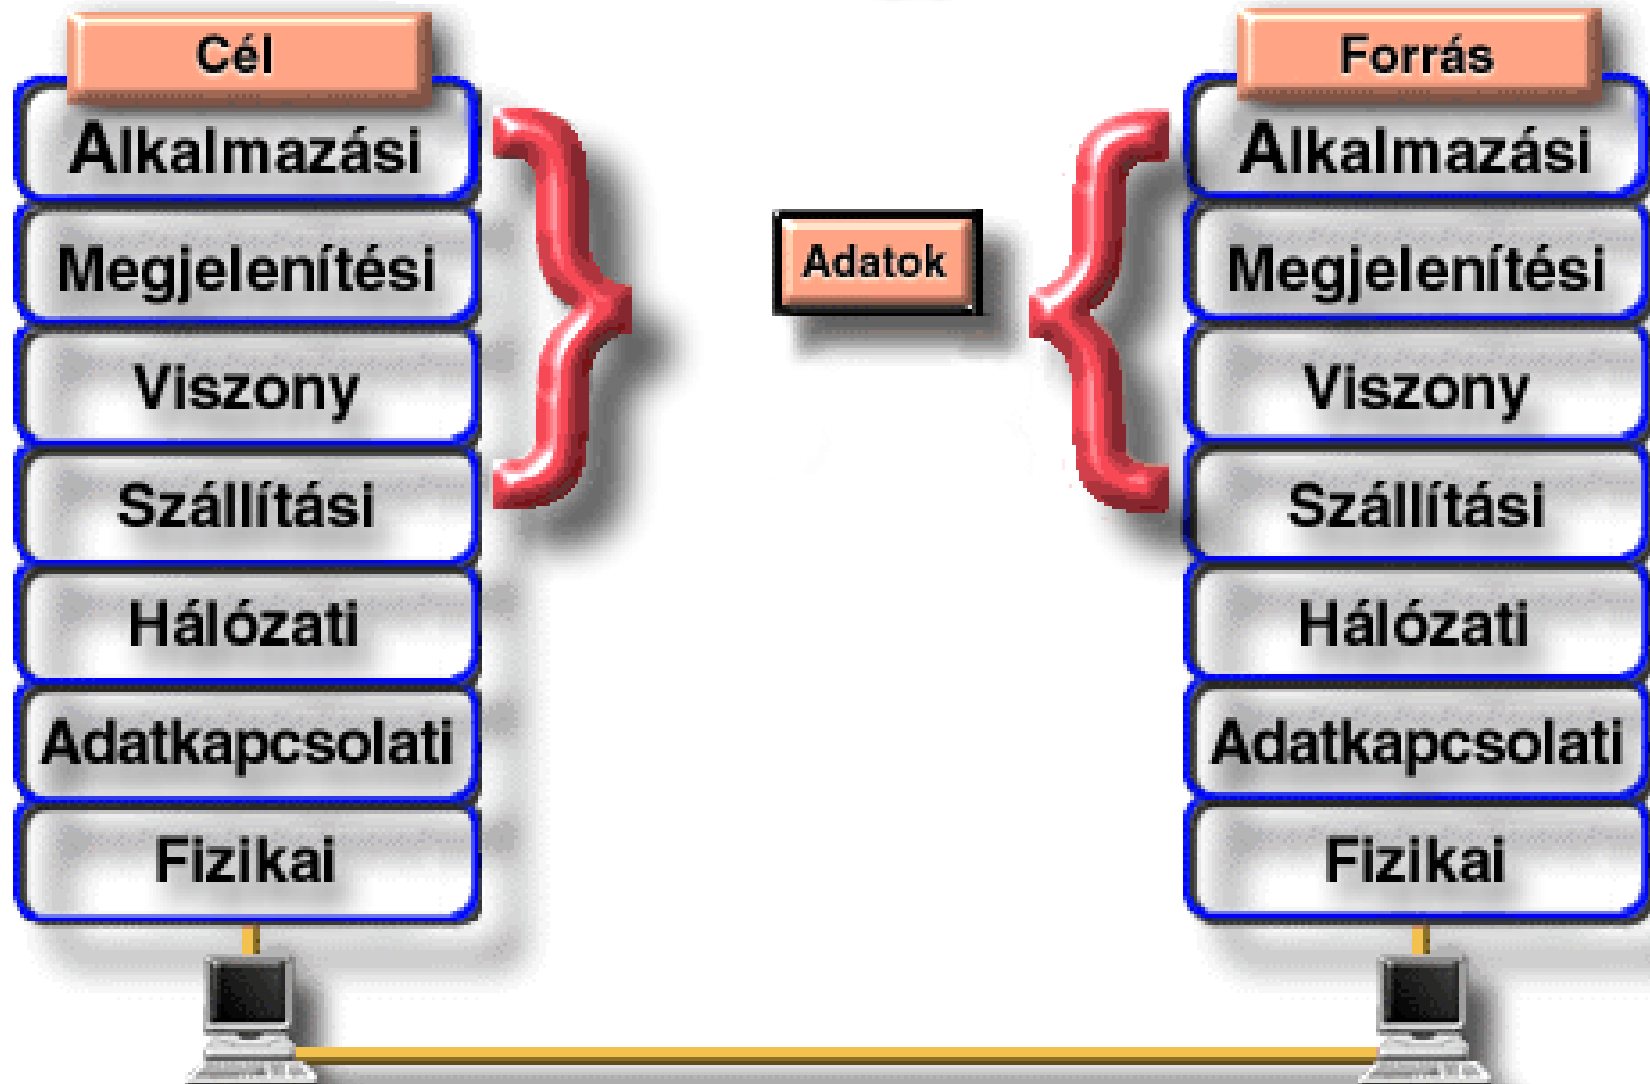 Cél
Alkalmazási
Megjelenítési
Viszony
Szállítási
Hálózati
Adatkapcsolati
Fizikai
Adatok
Forrás
Alkalmazási
Megjelenítési
Viszony
Szállítási
Hálózati
Adatkapcsolati
Fizikai